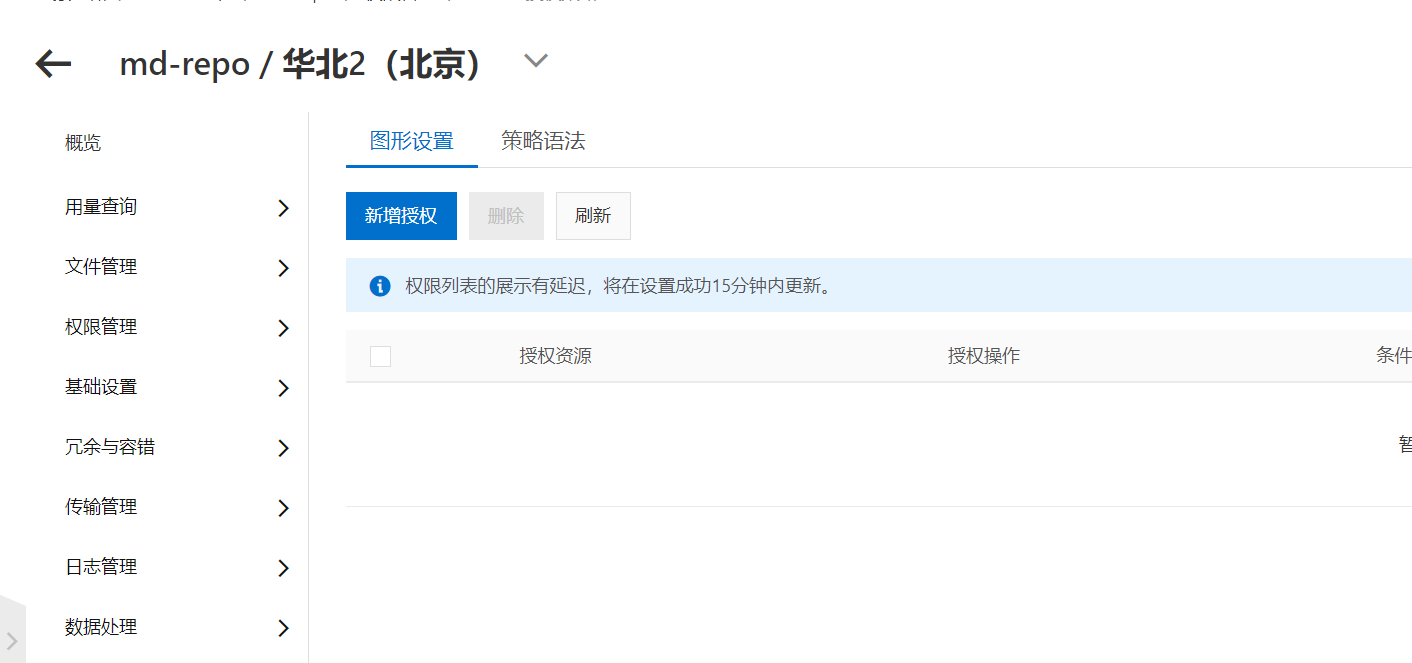 md-repo / 华北2（北京）
概览
图形设置 策略语法
用量查询
新增授权 删除 刷新
文件管理
权限列表的展示有延迟，将在设置成功15分钟内更新。
权限管理
授权资源 授权操作 条件
基础设置
冗余与容错
暂
传输管理
日志管理
数据处理